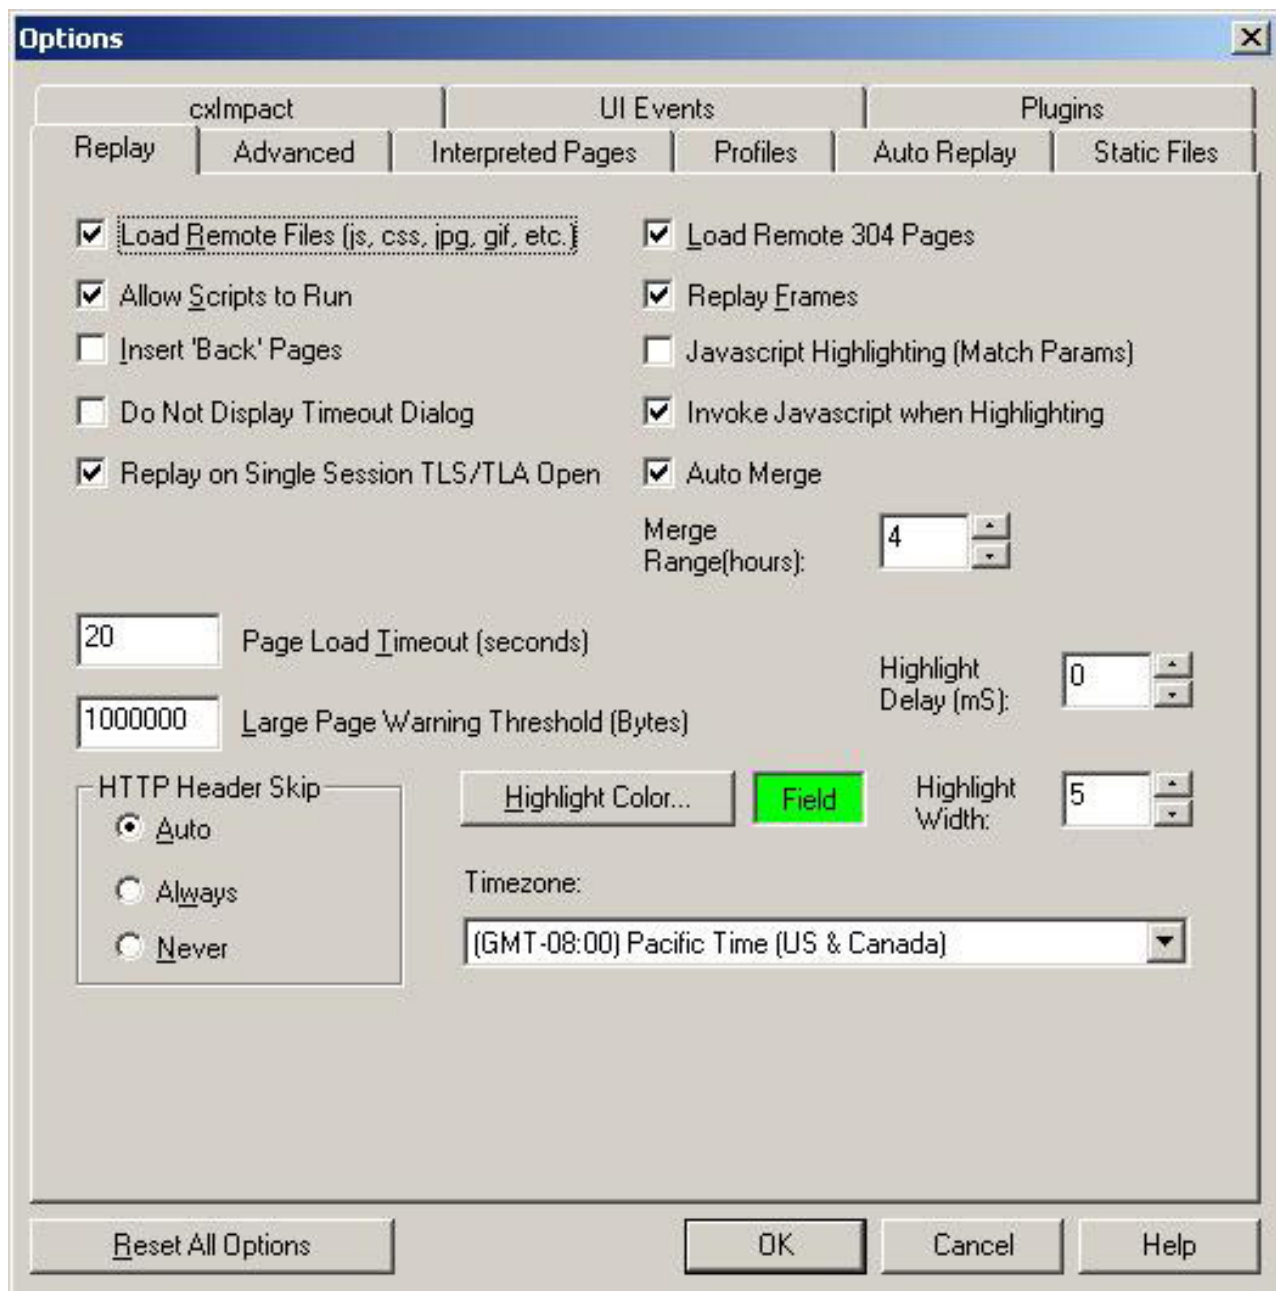 Options
cxImpact
UI Events
Plugins
Replay
Advanced
Interpreted Pages
Profiles
Auto Replay
Static Files
Load Remote Files (js, css, jpg, gif, etc.)
Load Remote 304 Pages
Allow Scripts to Run
Replay Frames
Insert 'Back' Pages
Javascript Highlighting (Match Params)
Do Not Display Timeout Dialog
Invoke Javascript when Highlighting
Replay on Single Session TLS/TLA Open
Auto Merge
Merge
Range(hours):
4
20
Page Load Timeout (seconds)
Highlight
Delay (mS):
0
1000000
Large Page Warning Threshold (Bytes)
HTTP Header Skip
Auto
Always
Never
Highlight Color...
Field
Highlight
Width:
5
Timezone:
(GMT-08:00) Pacific Time (US & Canada)
Reset All Options
OK
Cancel
Help